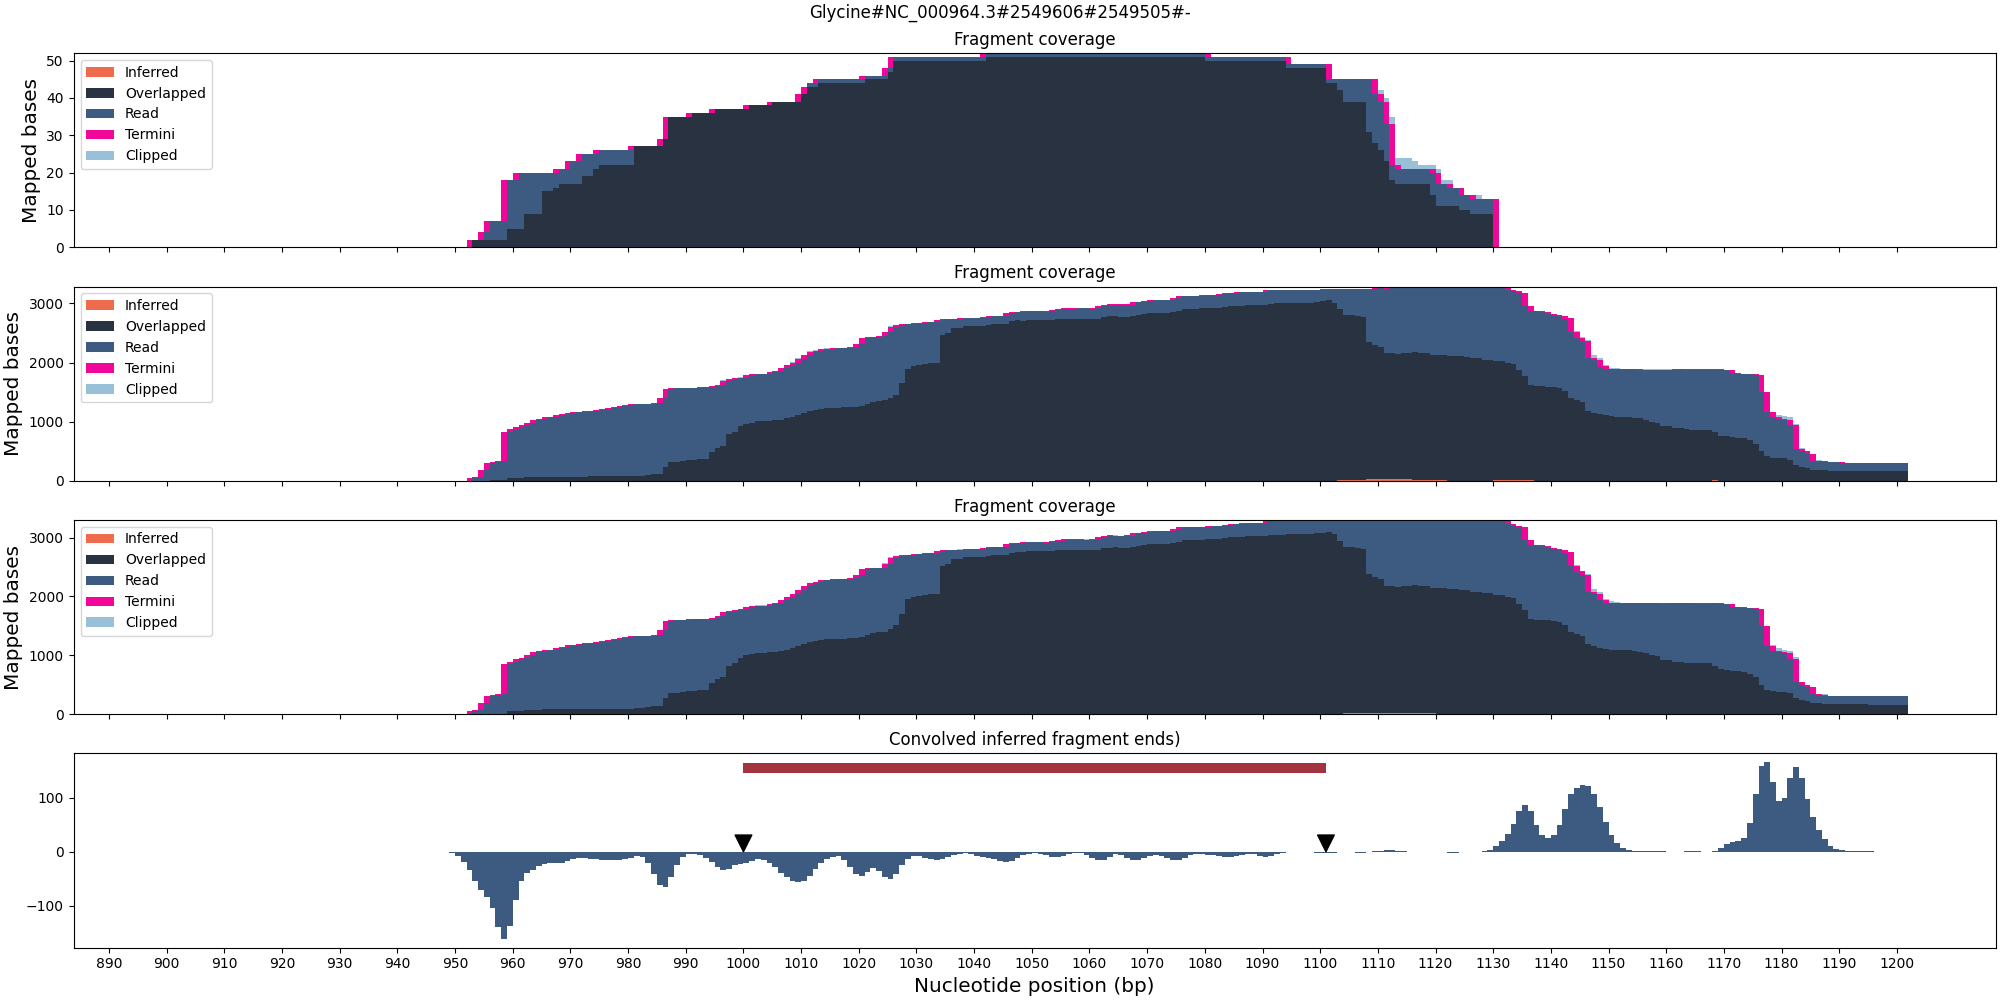 Glycine#NC_000964.3#2549606#2549505#-
Fragment coverage
Mapped bases
50
40
30
20
10
0
Inferred
Overlapped
Read
Termini
Clipped
Fragment coverage
Mapped bases
3000
2000
1000
0
Inferred
Overlapped
Read
Termini
Clipped
Fragment coverage
Mapped bases
3000
2000
1000
0
Inferred
Overlapped
Read
Termini
Clipped
Convolved inferred fragment ends)
100
0
−100
890 900 910 920 930 940 950 960 970 980 990 1000 1010 1020 1030 1040 1050 1060 1070 1080 1090 1100 1110 1120 1130 1140 1150 1160 1170 1180 1190 1200
Nucleotide position (bp)